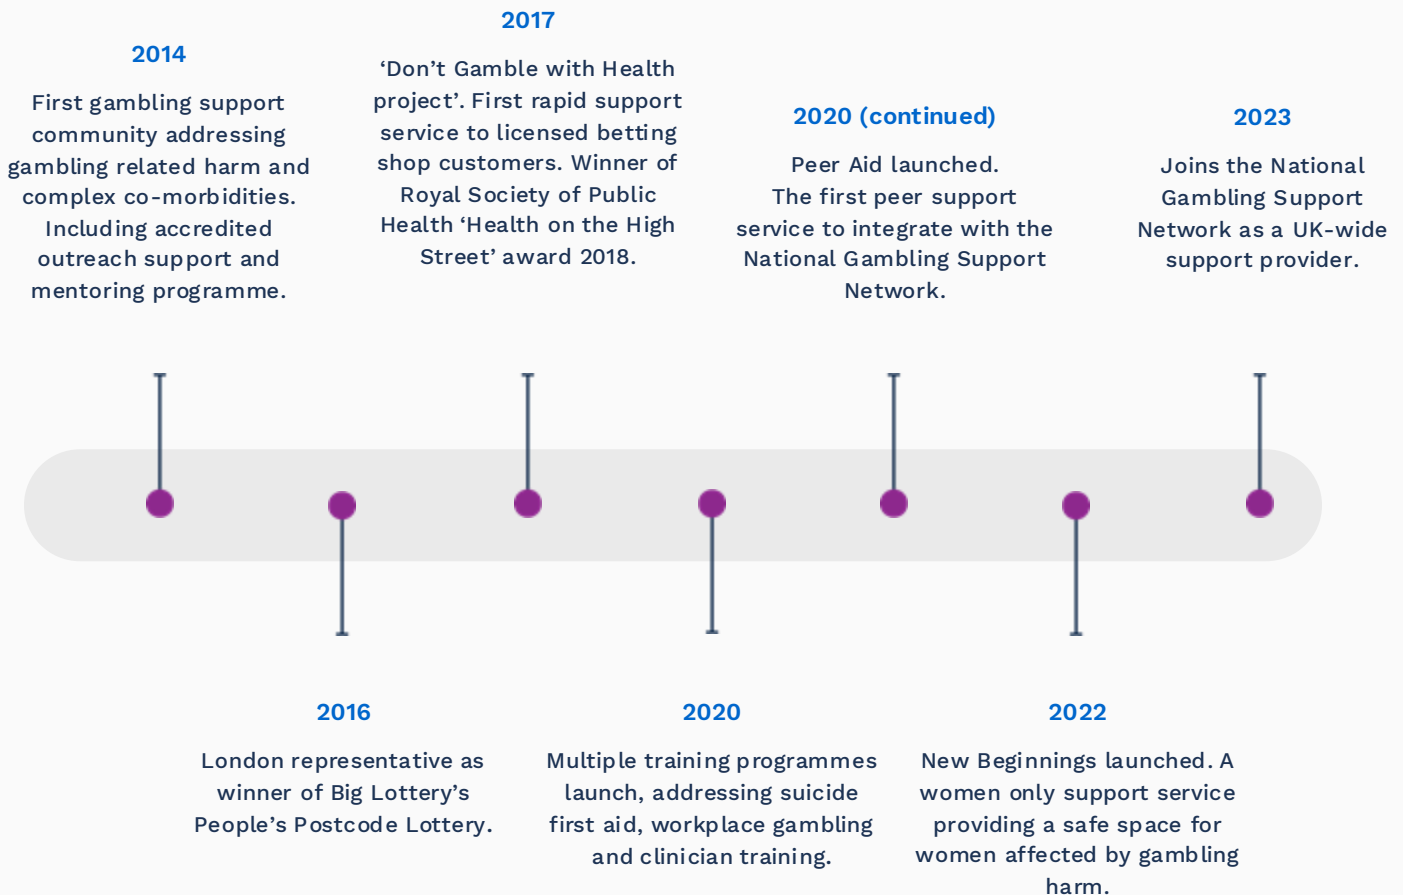 2014
First gambling support
community addressing
gambling related harm and
complex co-morbidities.
Including accredited
outreach support and
mentoring programme.
2016
London representative as
winner of Big Lottery’s
People’s Postcode Lottery.
2017
‘Don’t Gamble with Health
project’. First rapid support
service to licensed betting
shop customers. Winner of
Royal Society of Public
Health ‘Health on the High
Street’ award 2018.
2020
Multiple training programmes
launch, addressing suicide
first aid, workplace gambling
and clinician training.
2020 (continued)
Peer Aid launched.
The first peer support
service to integrate with the
National Gambling Support
Network.
2022
New Beginnings launched. A
women only support service
providing a safe space for
women affected by gambling
harm.
2023
Joins the National
Gambling Support
Network as a UK-wide
support provider.